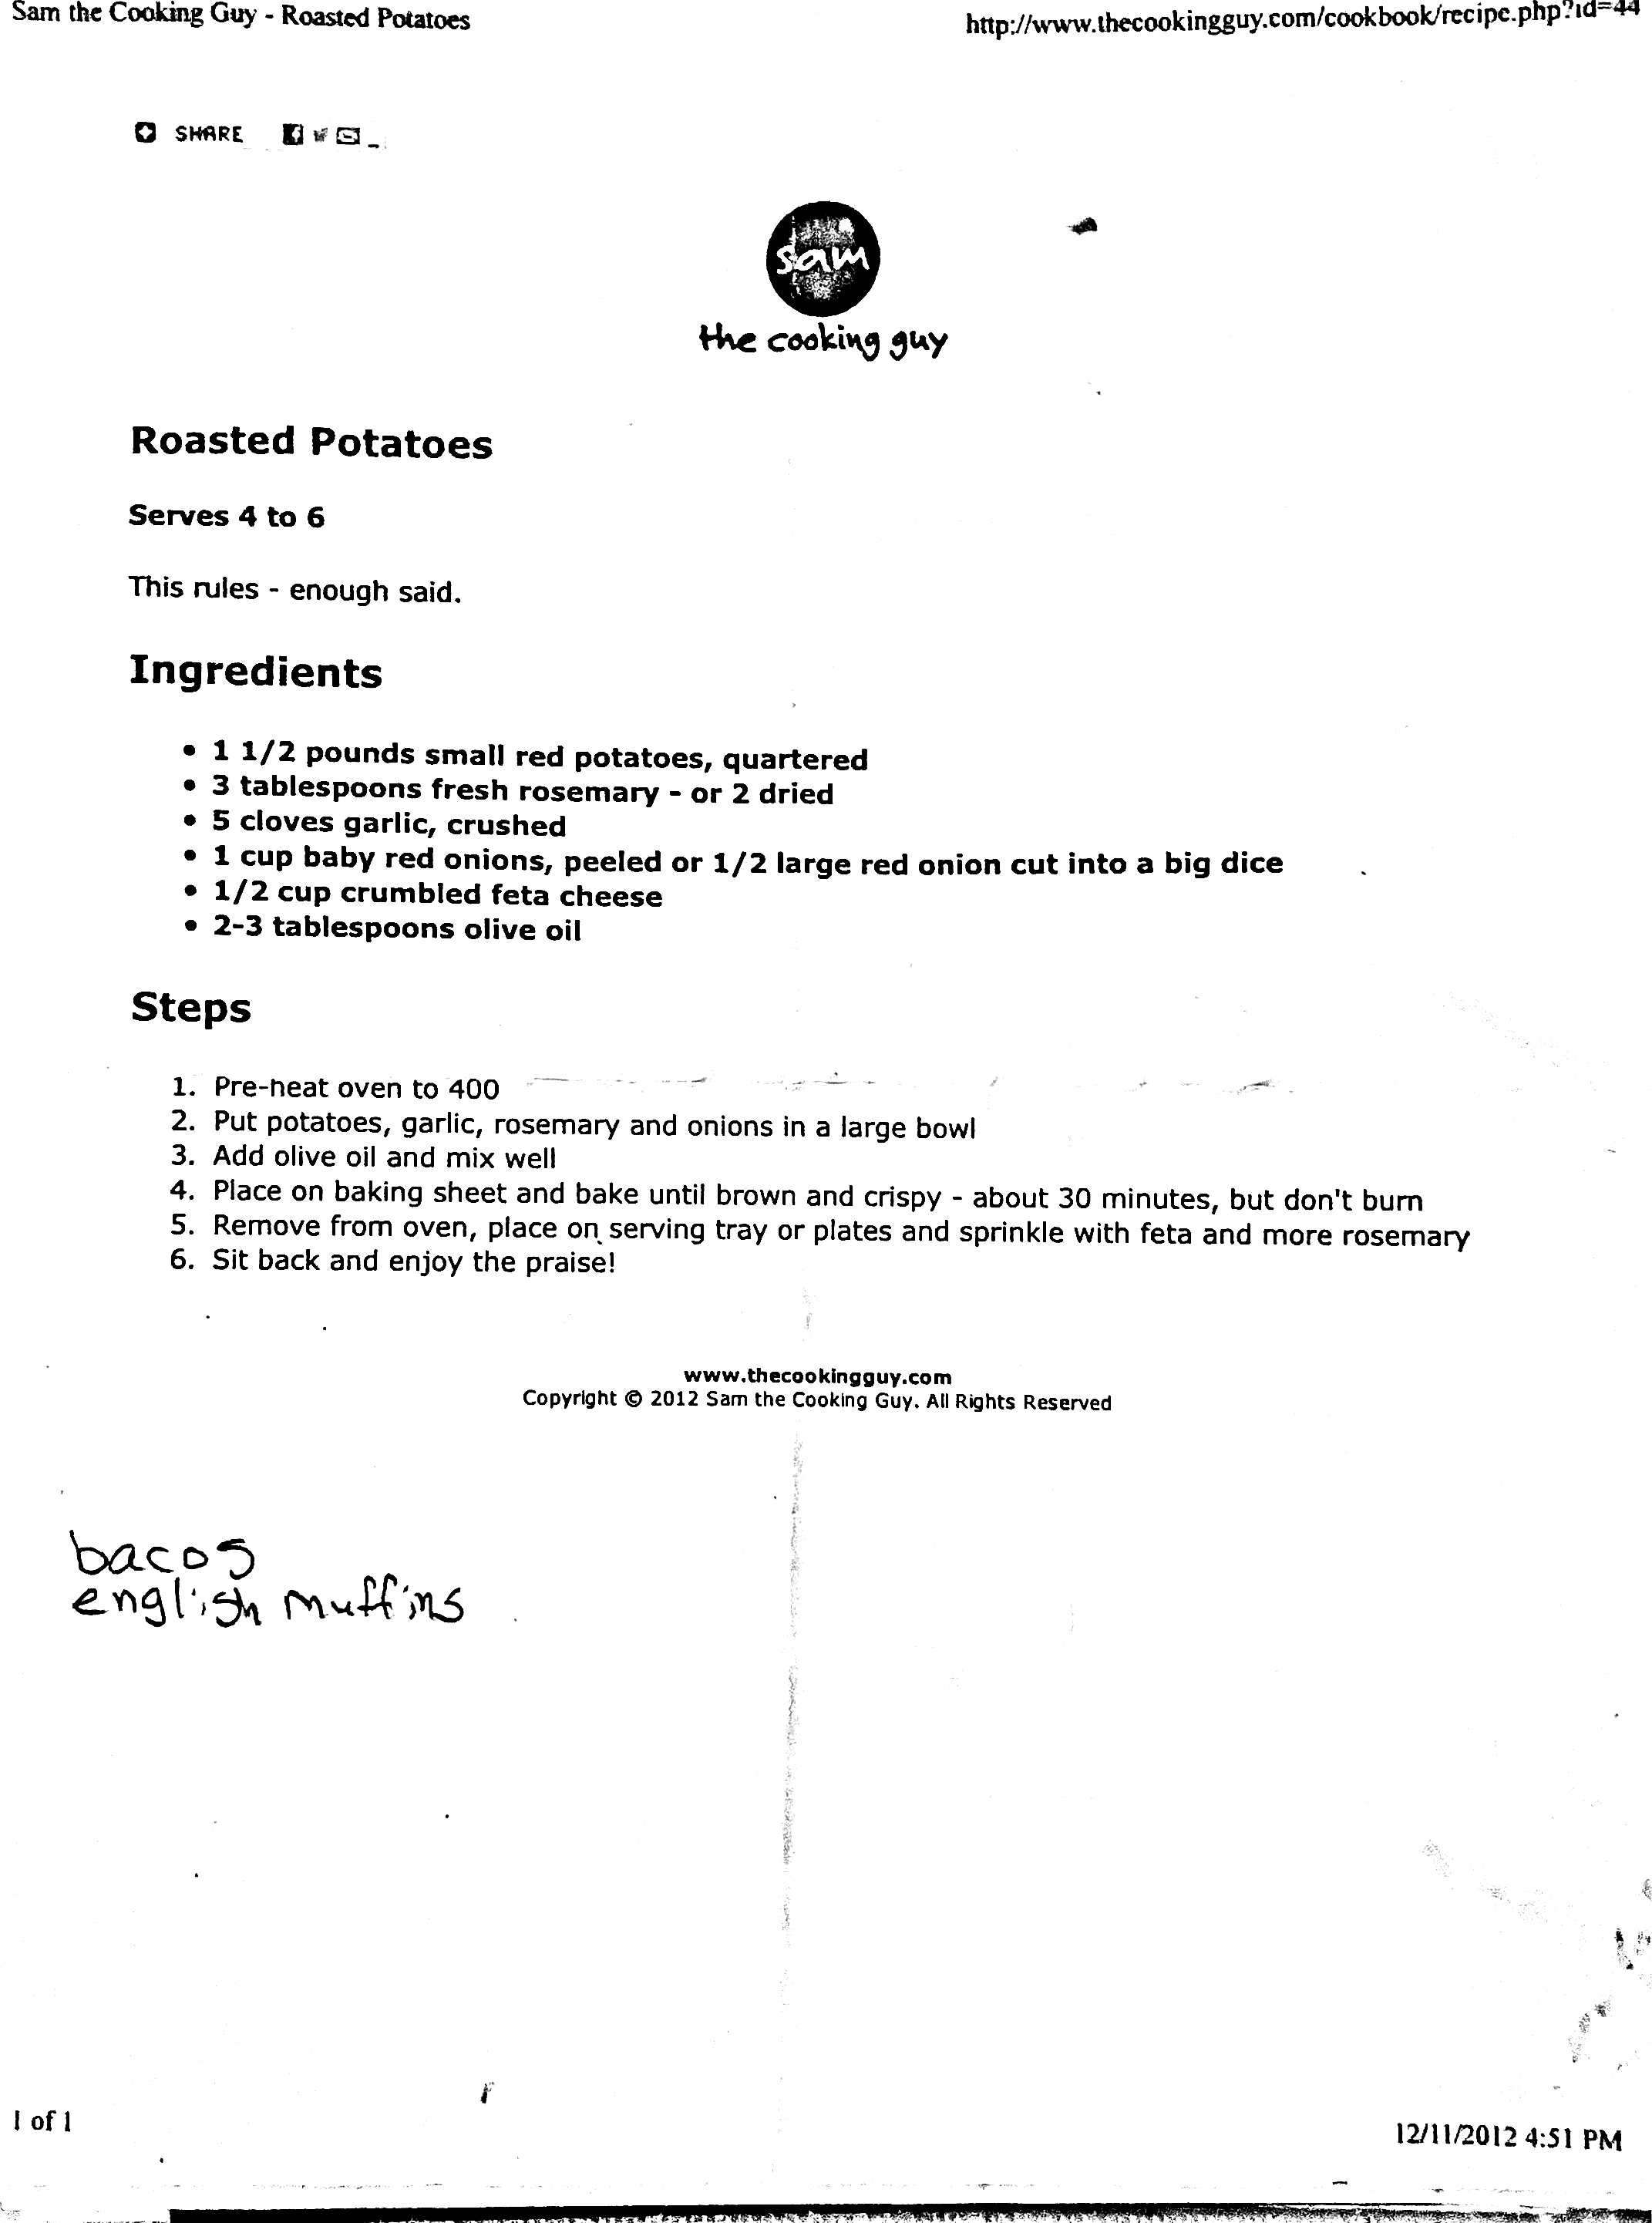 Sam the Cooking Guy - Roasted Potatoes
http://www.thecookingguy.com/cookbook/recipe.php?id=44
SHARE
sam
the cooking guy
Roasted Potatoes
Serves 4 to 6
This rules - enough said.
Ingredients
• 1 1/2 pounds small red potatoes, quartered
• 3 tablespoons fresh rosemary - or 2 dried
• 5 cloves garlic, crushed
• 1 cup baby red onions, peeled or 1/2 large red onion cut into a big dice
• 1/2 cup crumbled feta cheese
• 2-3 tablespoons olive oil
Steps
1. Pre-heat oven to 400
2. Put potatoes, garlic, rosemary and onions in a large bowl
3. Add olive oil and mix well
4. Place on baking sheet and bake until brown and crispy - about 30 minutes, but don't burn
5. Remove from oven, place on serving tray or plates and sprinkle with feta and more rosemary
6. Sit back and enjoy the praise!
www.thecookingguy.com
Copyright © 2012 Sam the Cooking Guy. All Rights Reserved
bacos
english muffins
1 of 1
12/11/2012 4:51 PM